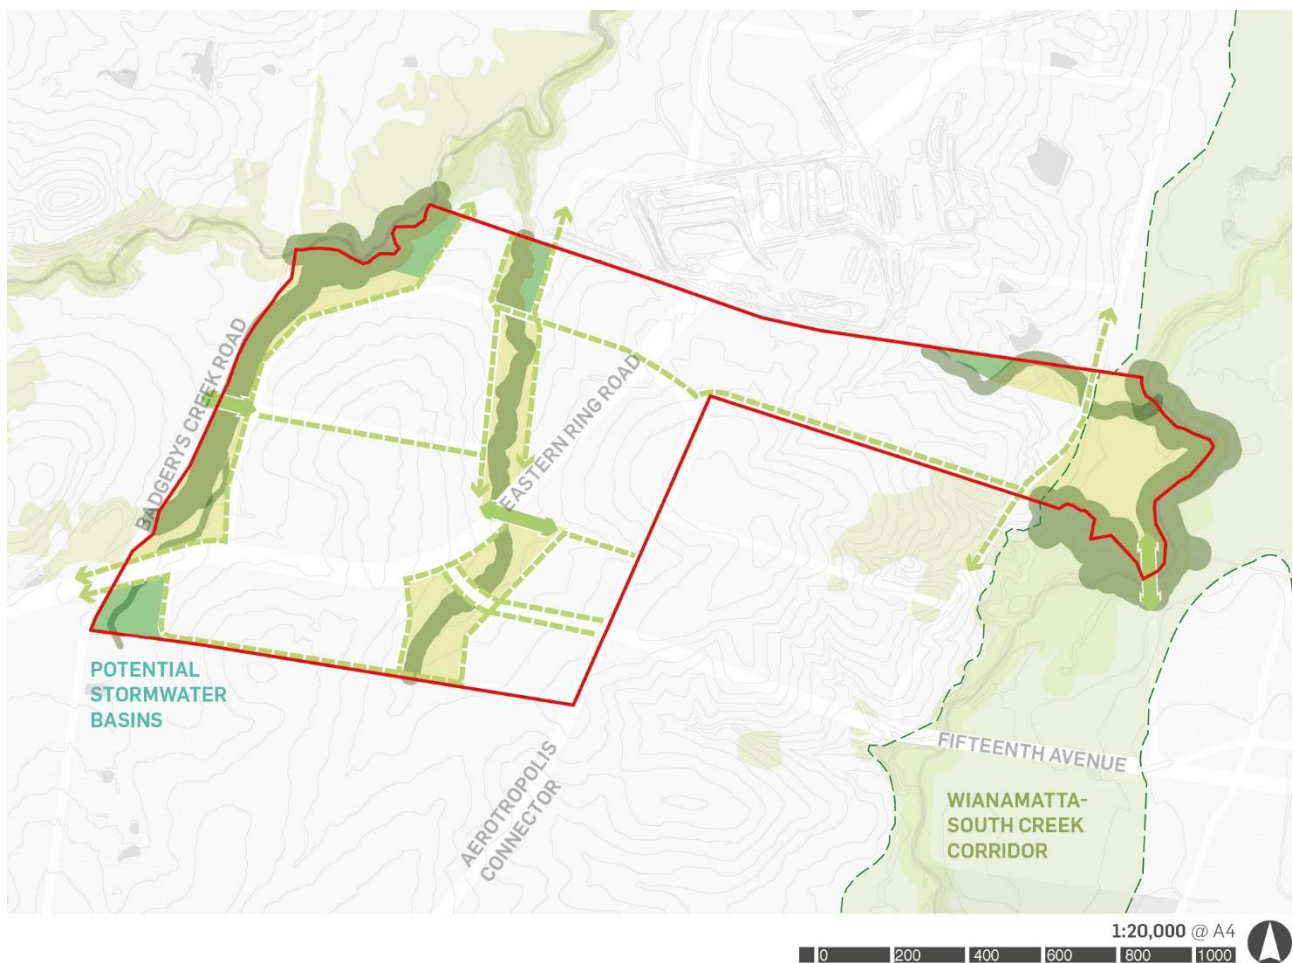 BADGERYS CREEK ROAD
EASTERN RING ROAD
POTENTIAL
STORMWATER
BASINS
AEROTROPOLIS
CONNECTOR
FIFTEENTH AVENUE
WIANAMATTA-
SOUTH CREEK
CORRIDOR
1:20,000 @ A4
0 200 400 600 800 1000